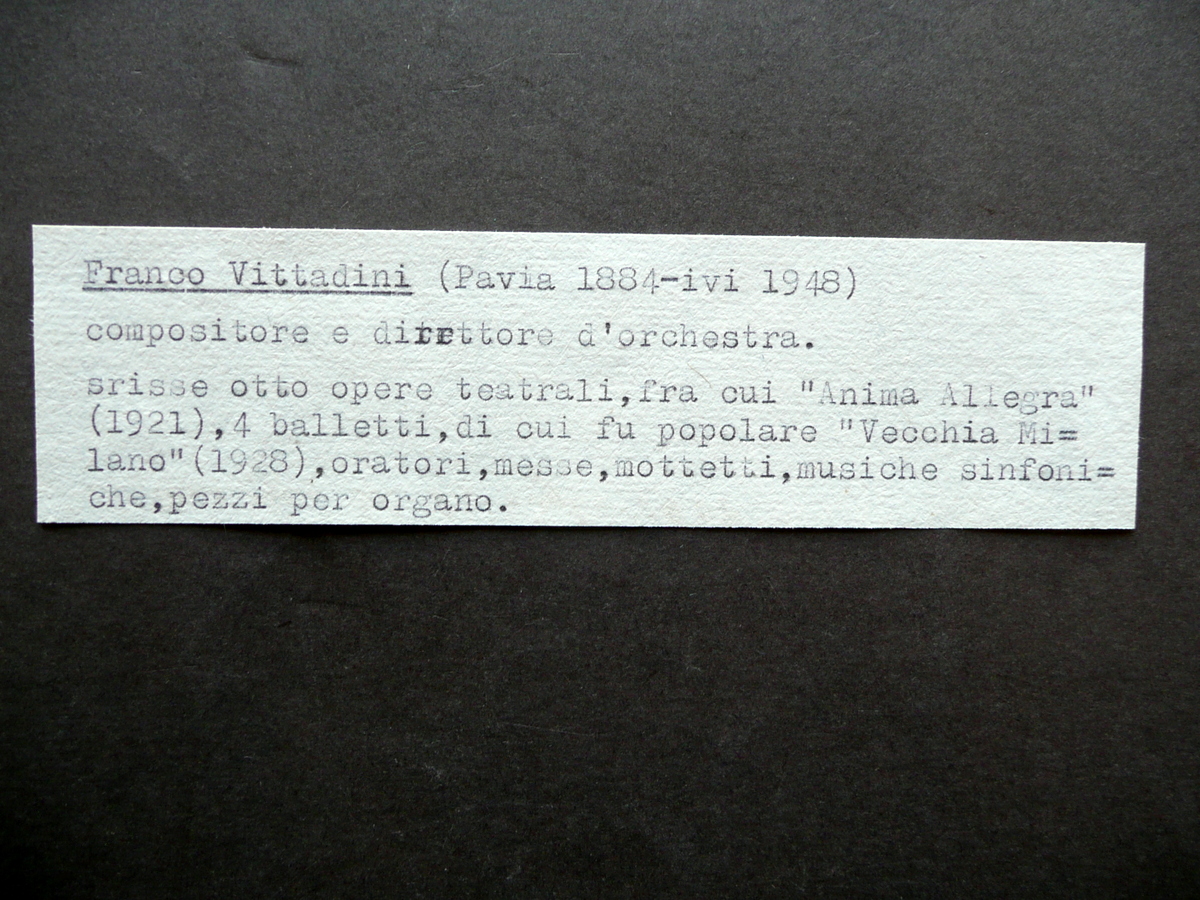 Franco Vittadini (Pavia 1884-ivi 1948)
compositore e direttore d'orchestra.
srisse otto opere teatrali,fra cui "Anima Allegra"
(1921),4 balletti,di cui fu popolare "Vecchia Mi=
lano"(1928),oratori,messe,mottetti,musiche sinfoni=
che,pezzi per organo.